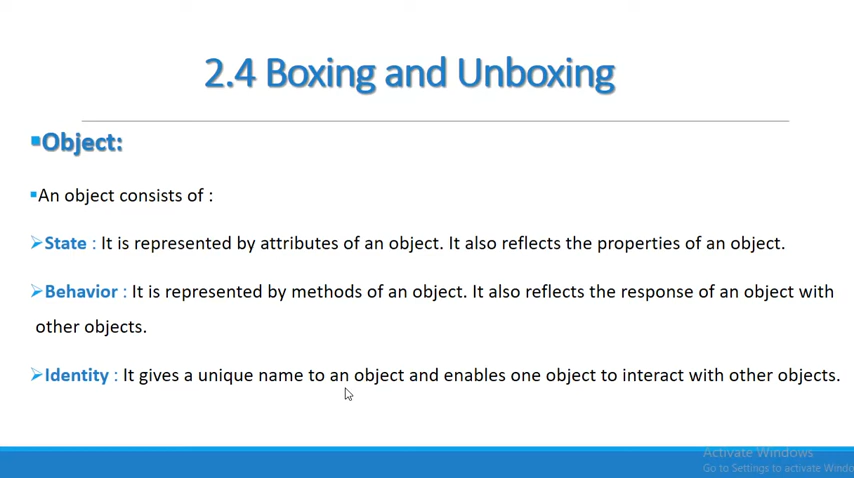 2.4 Boxing and Unboxing
Object:
An object consists of :
State : It is represented by attributes of an object. It also reflects the properties of an object.
Behavior : It is represented by methods of an object. It also reflects the response of an object with
other objects.
Identity : It gives a unique name to an object and enables one object to interact with other objects.
Activate Windows
Go to Settings to activate Windo